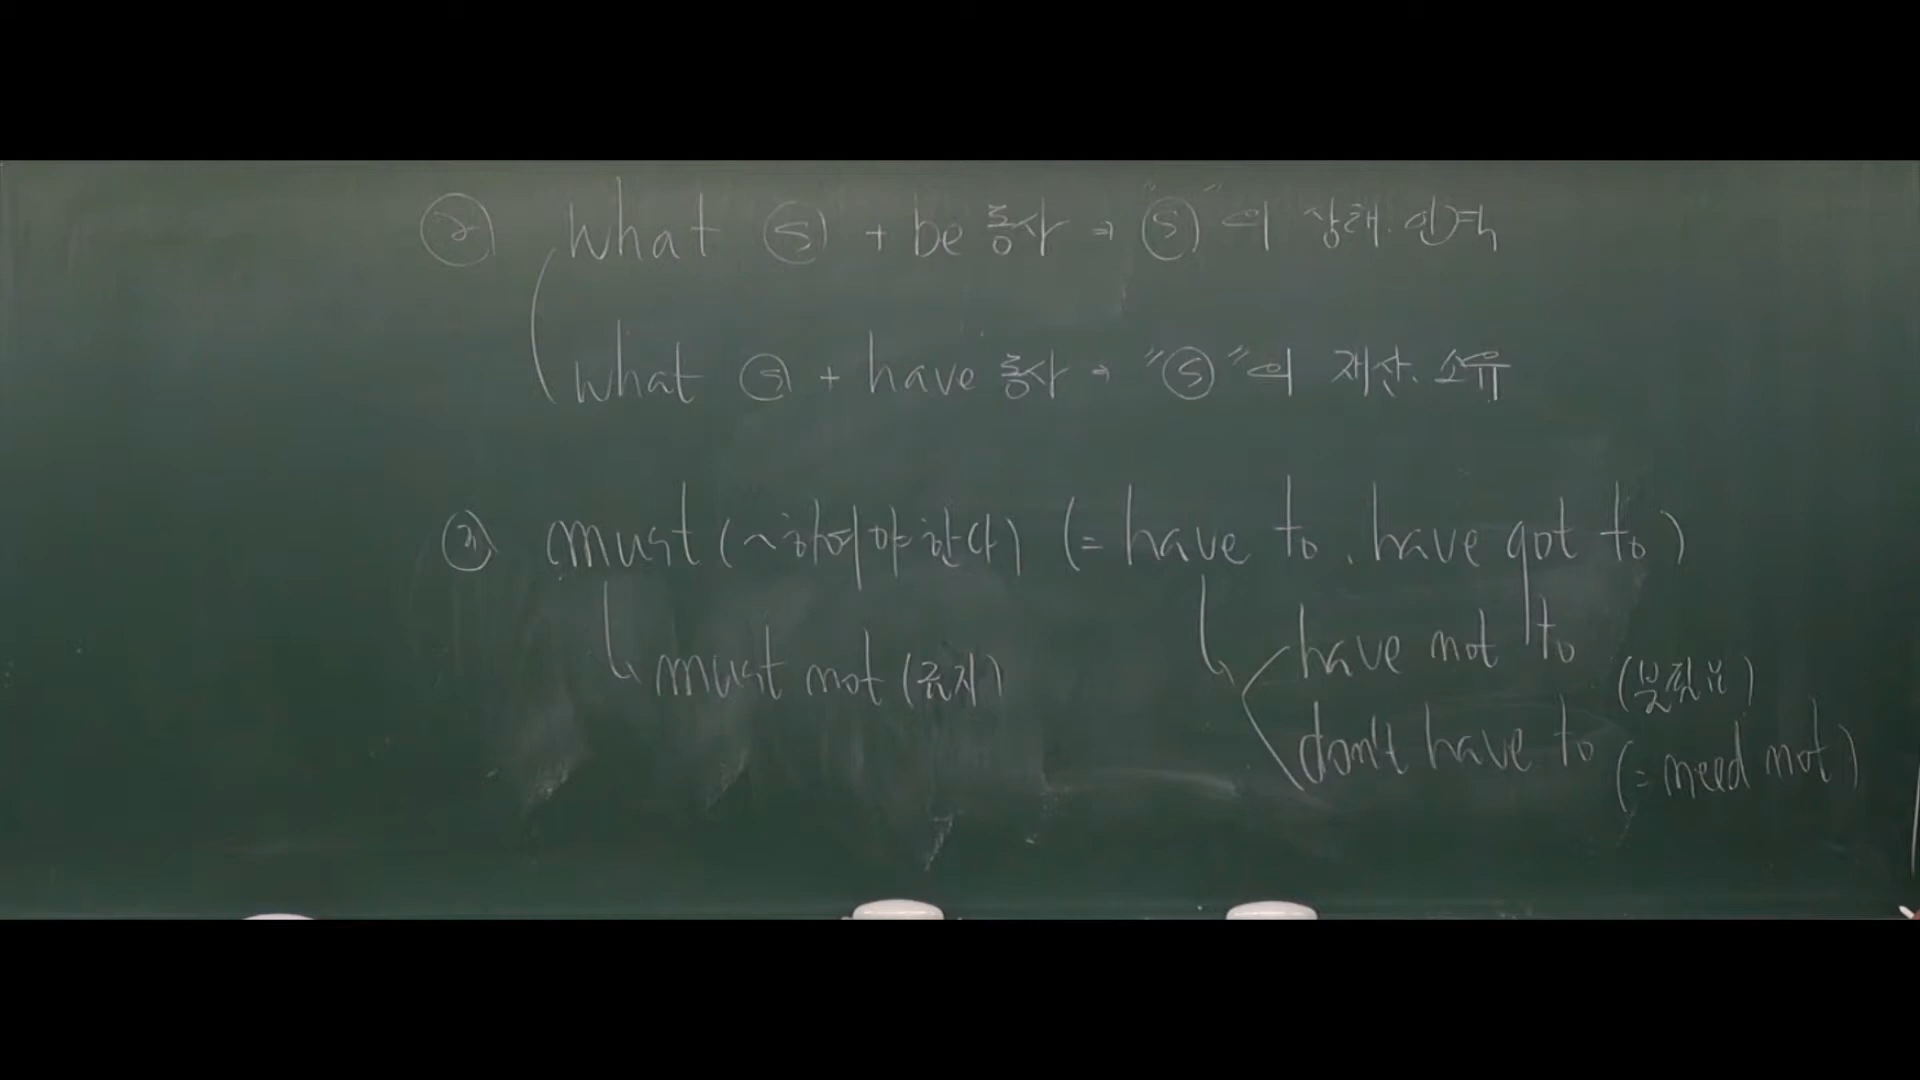 ② what ⓢ + be 동사 → "ⓢ"의 상태.인격
what ⓢ + have 동사 → "ⓢ"의 재산. 소유
③ must (~하여야 한다) (= have to. have got to)
must not (금지)
have not to
don't have to
(불필요)
(= need not)